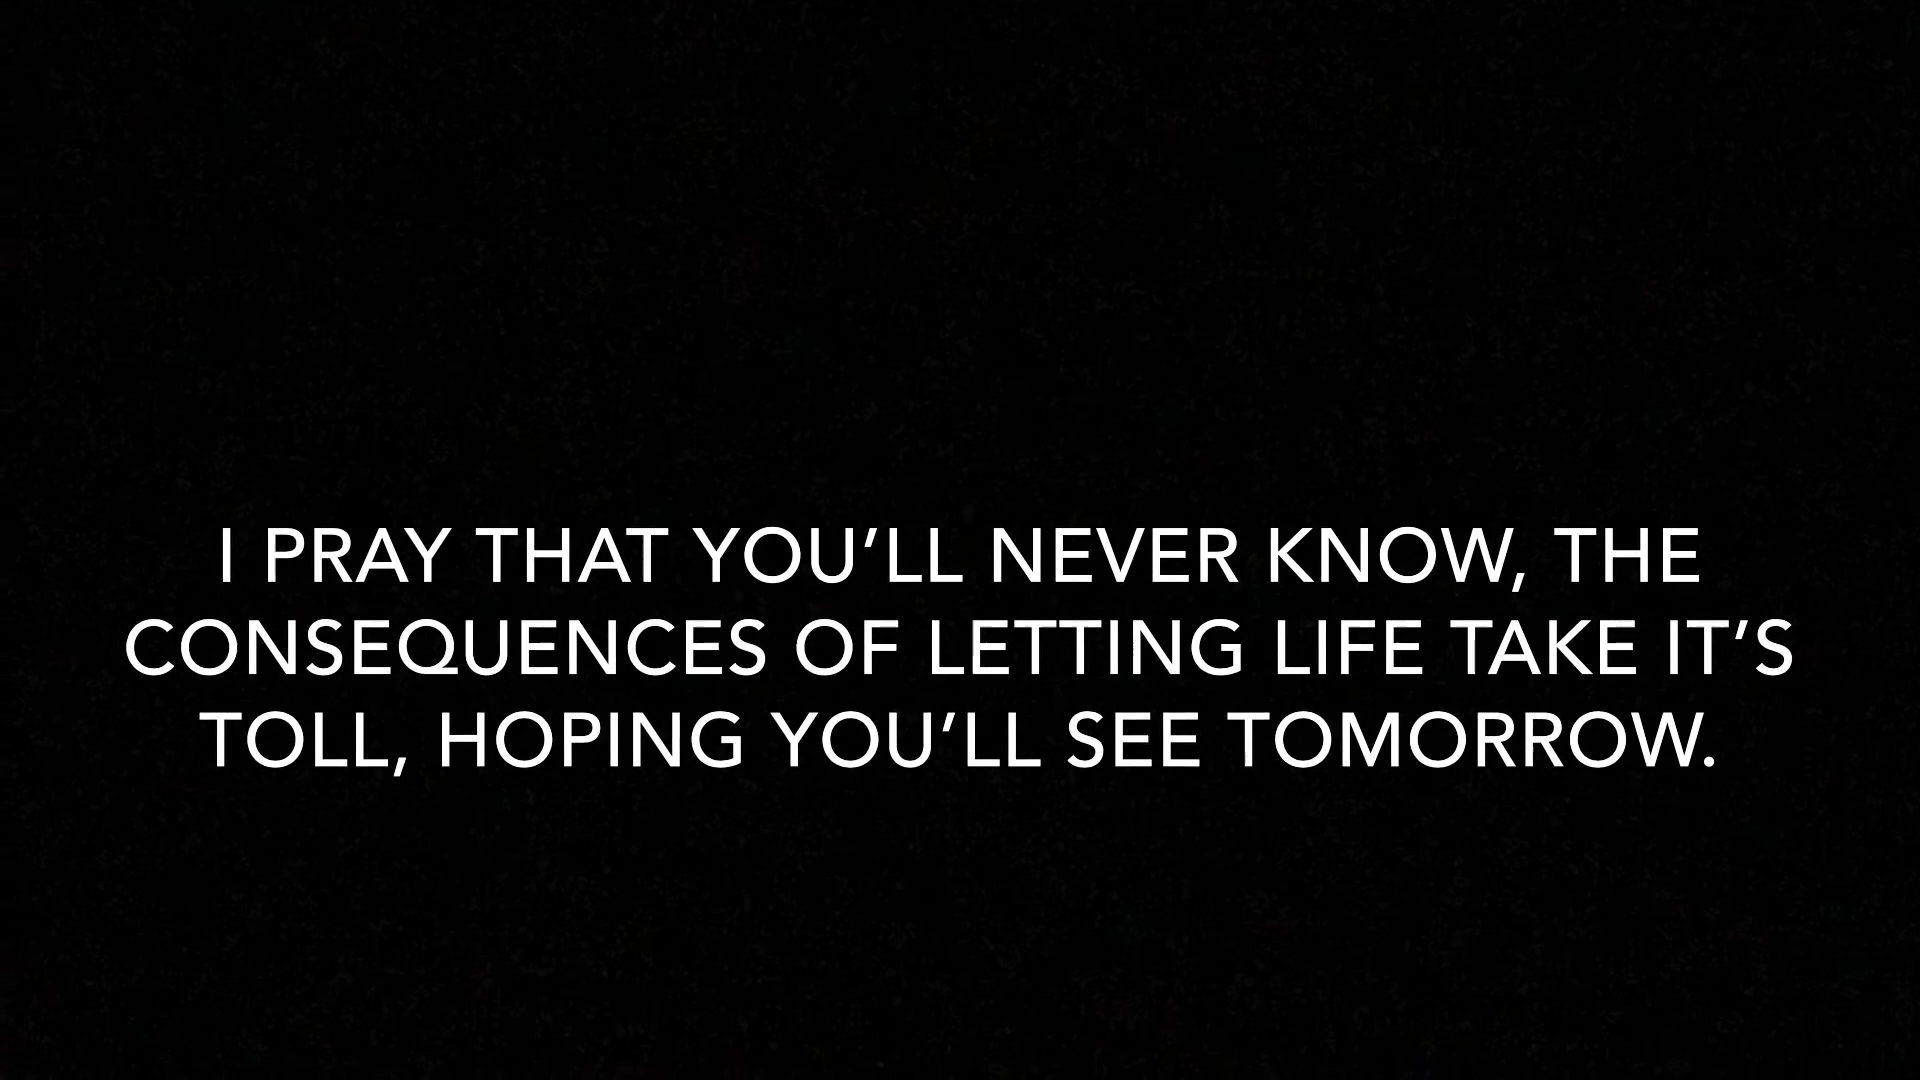 I PRAY THAT YOU’LL NEVER KNOW, THE
CONSEQUENCES OF LETTING LIFE TAKE IT’S
TOLL, HOPING YOU’LL SEE TOMORROW.